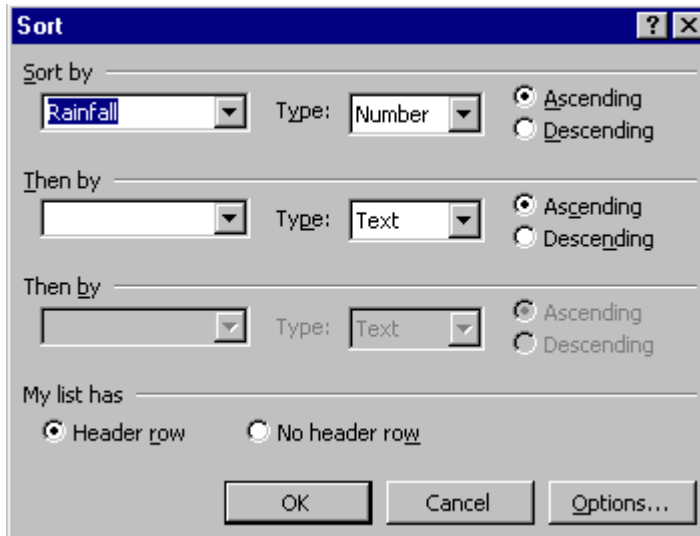 Sort
Sort by
Rainfall Type: Number Ascending
Descending
Then by
Type: Text Ascending
Descending
Then by
Type: Text Ascending
Descending
My list has
Header row No header row
OK Cancel Options...